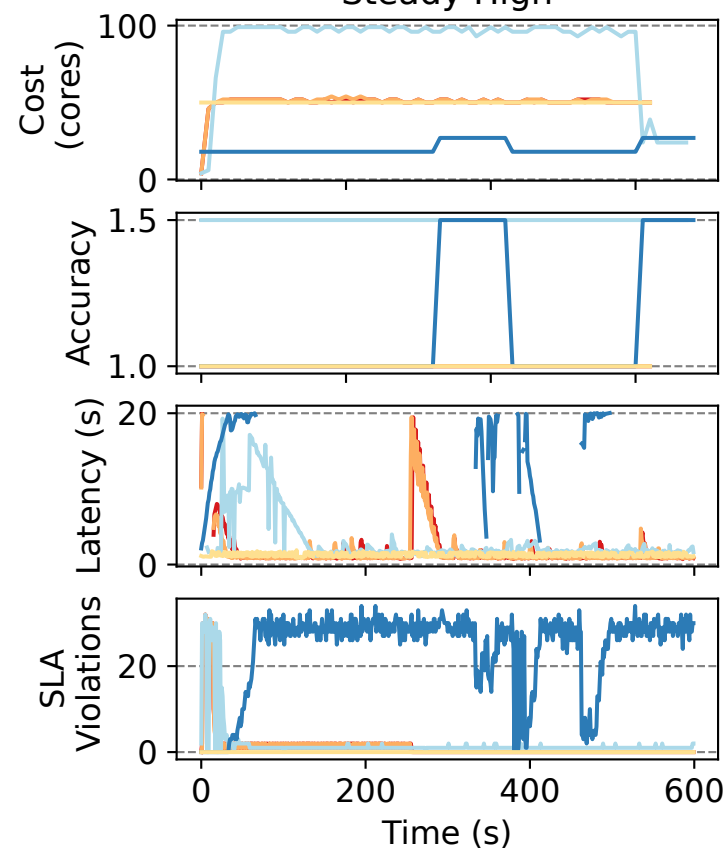 Steady High
Cost
(cores)
100
0
Accuracy
1.5
1.0
Latency (s)
20
0
SLA
Violations
20
0
0
200
400
600
Time (s)